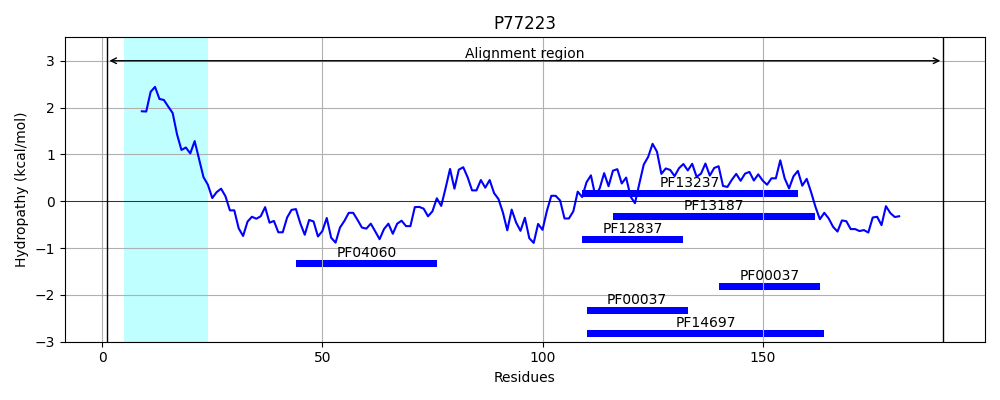 P77223
Alignment region
3
2
1
0
−1
−2
−3
Hydropathy (kcal/mol)
PF13237
PF13187
PF12837
PF04060
PF00037
PF00037
PF14697
0
50
100
150
Residues